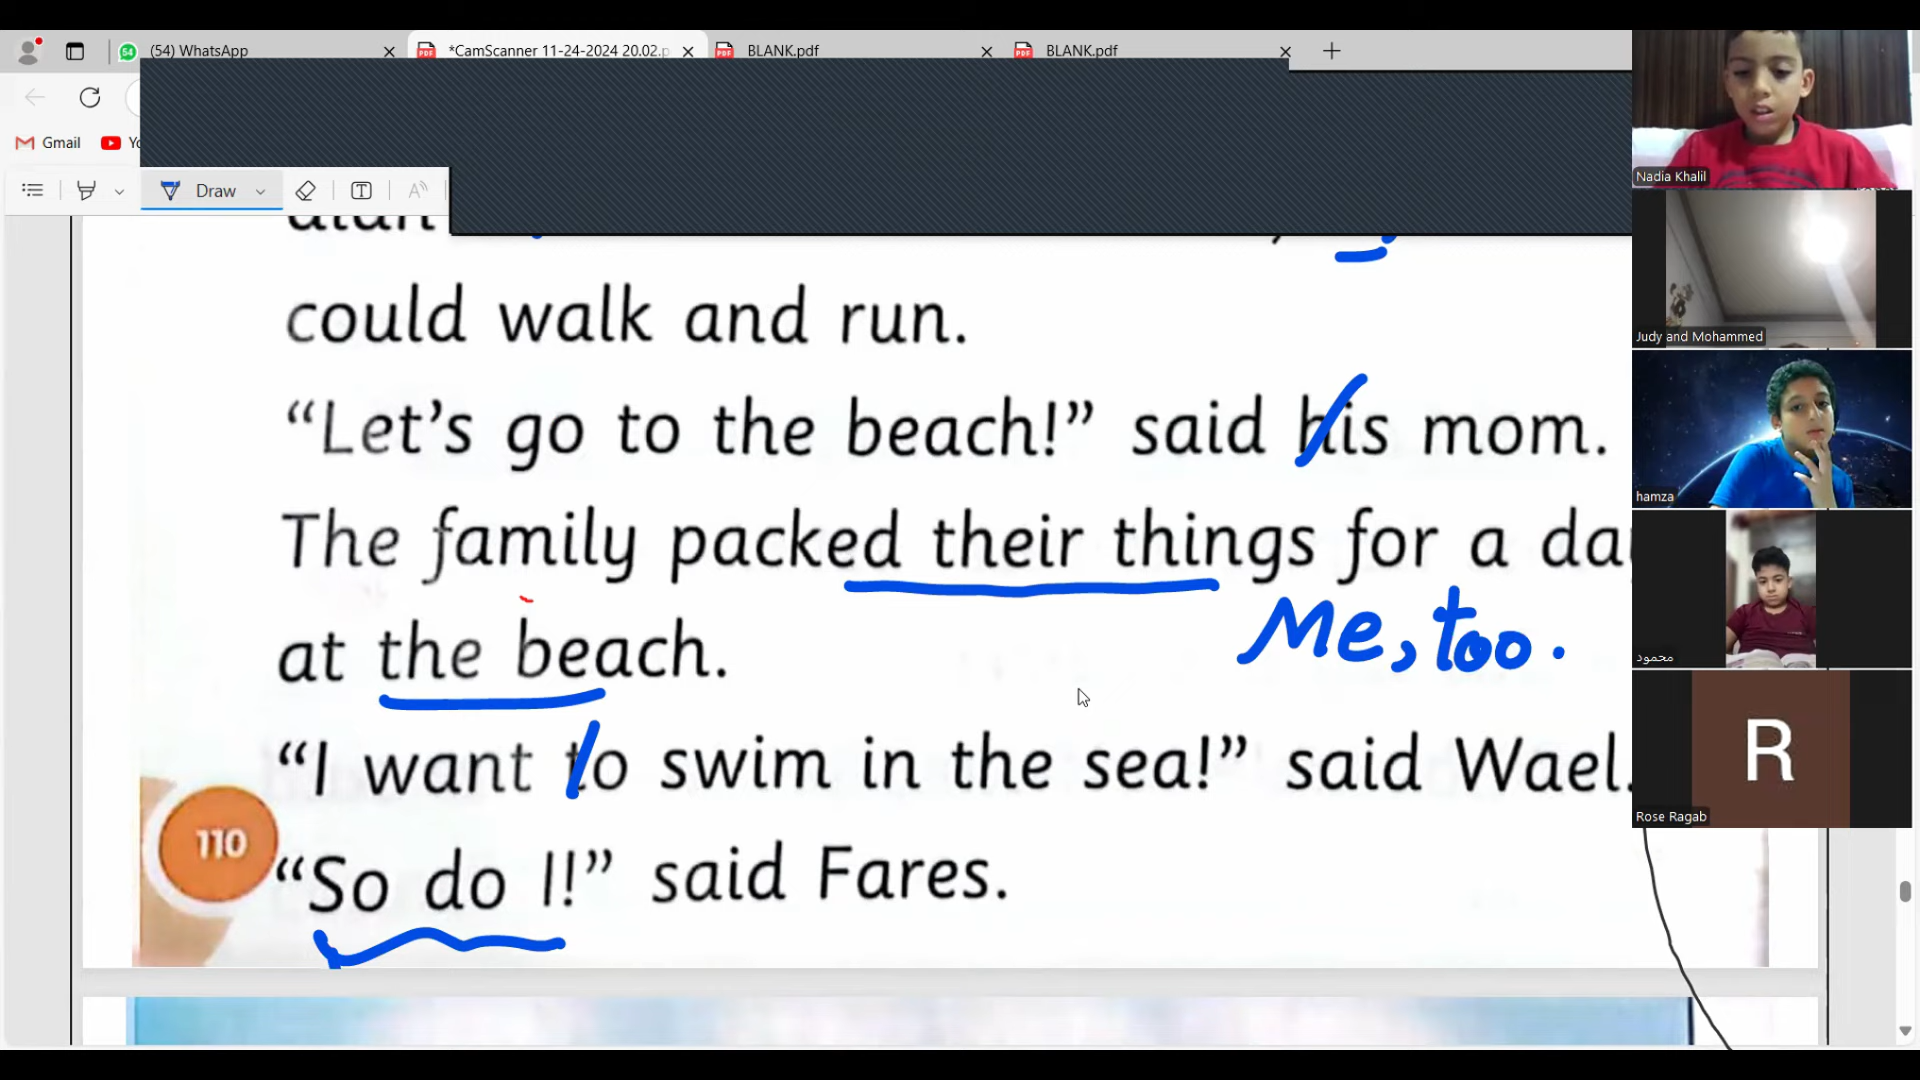 (54) WhatsApp
*CamScanner 11-24-2024 20.02.p
BLANK.pdf
BLANK.pdf
Gmail
Draw
could walk and run.
“Let’s go to the beach!” said his mom.
The family packed their things for a da
at the beach.
Me, too.
“I want to swim in the sea!” said Wael.
110
“So do I!” said Fares.
Nadia Khalil
Judy and Mohammed
hamza
محمود
R
Rose Ragab